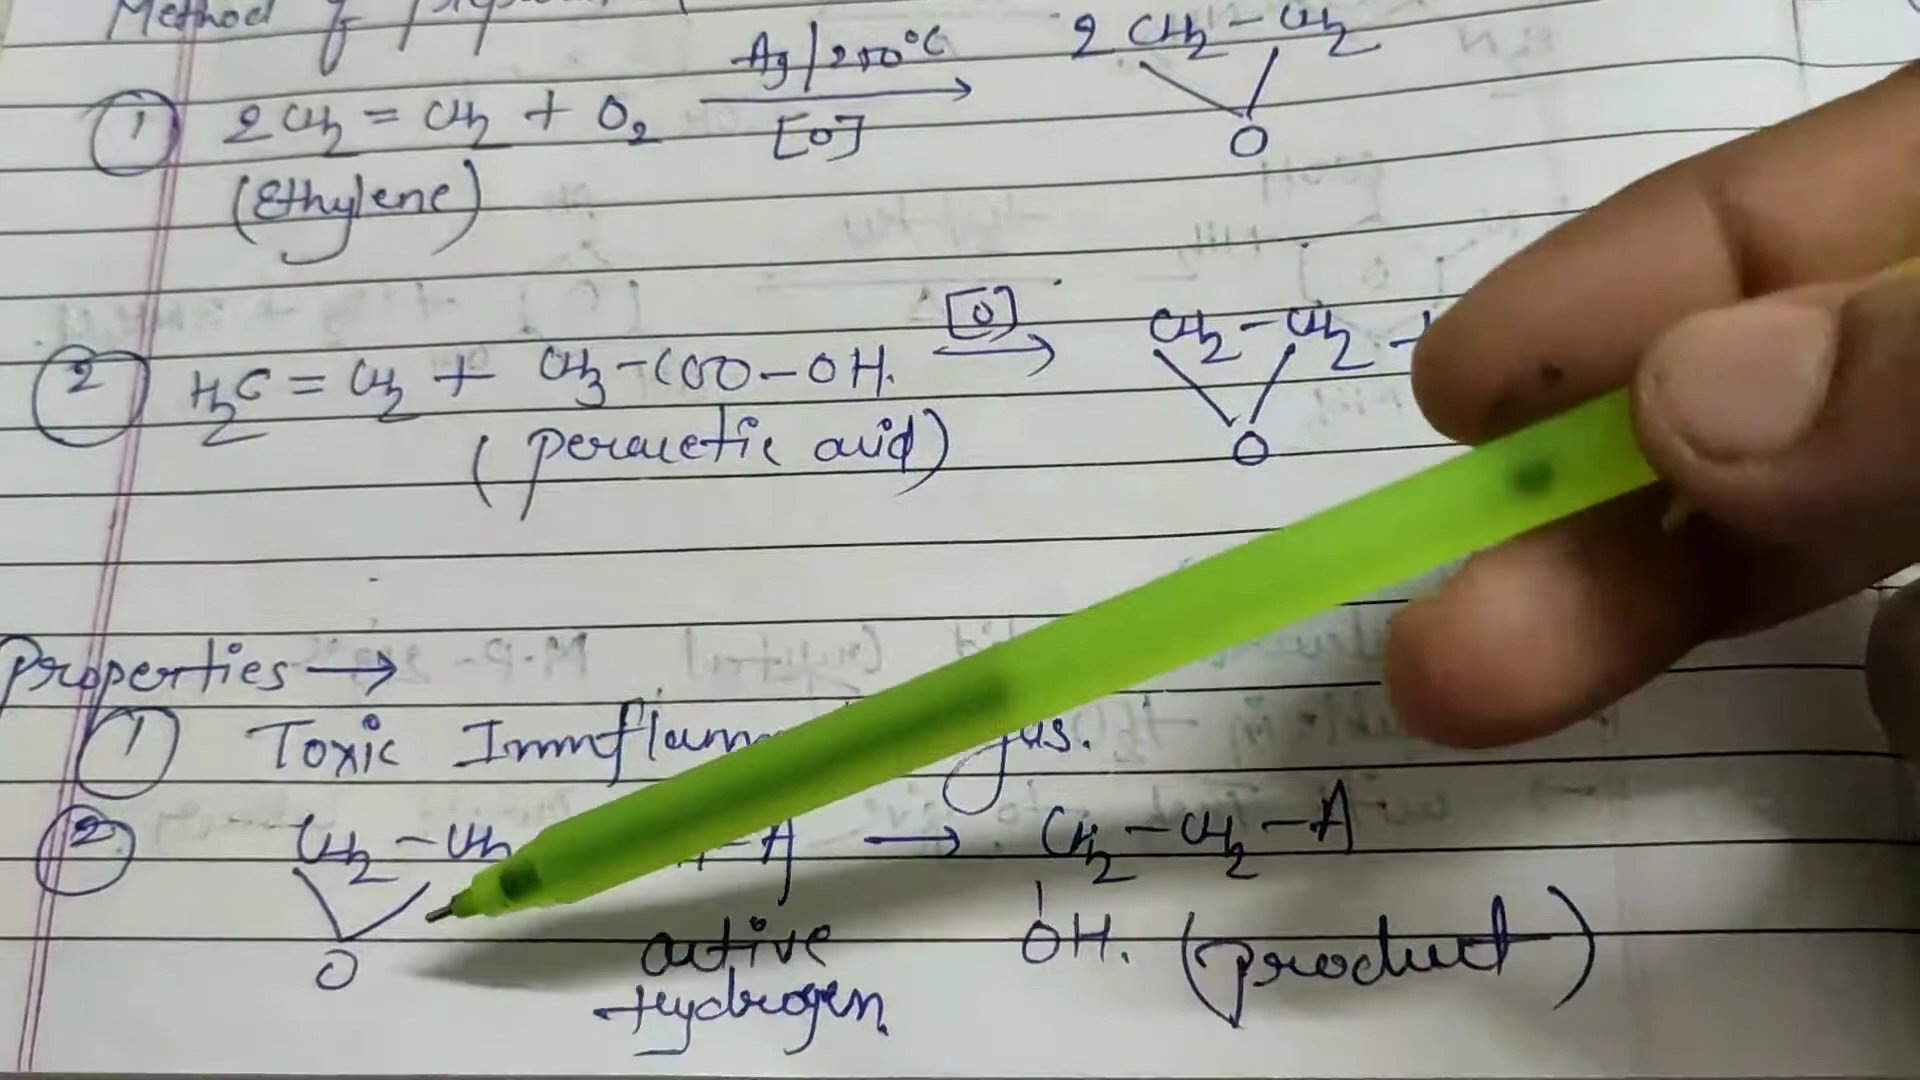 Method of
Ag/250°C
2 CH2 - CH2
① 2CH2 = CH2 + O2
[O]
O
(Ethylene)
[O]
② H2C = CH2 + CH3-COO-OH.
CH2 - CH2 +
(peracetic acid)
O
Properties →
① Toxic gas.
② CH2 - CH2 - A → CH2 - CH2 - A
O
active
OH. (product)
Hydrogen.